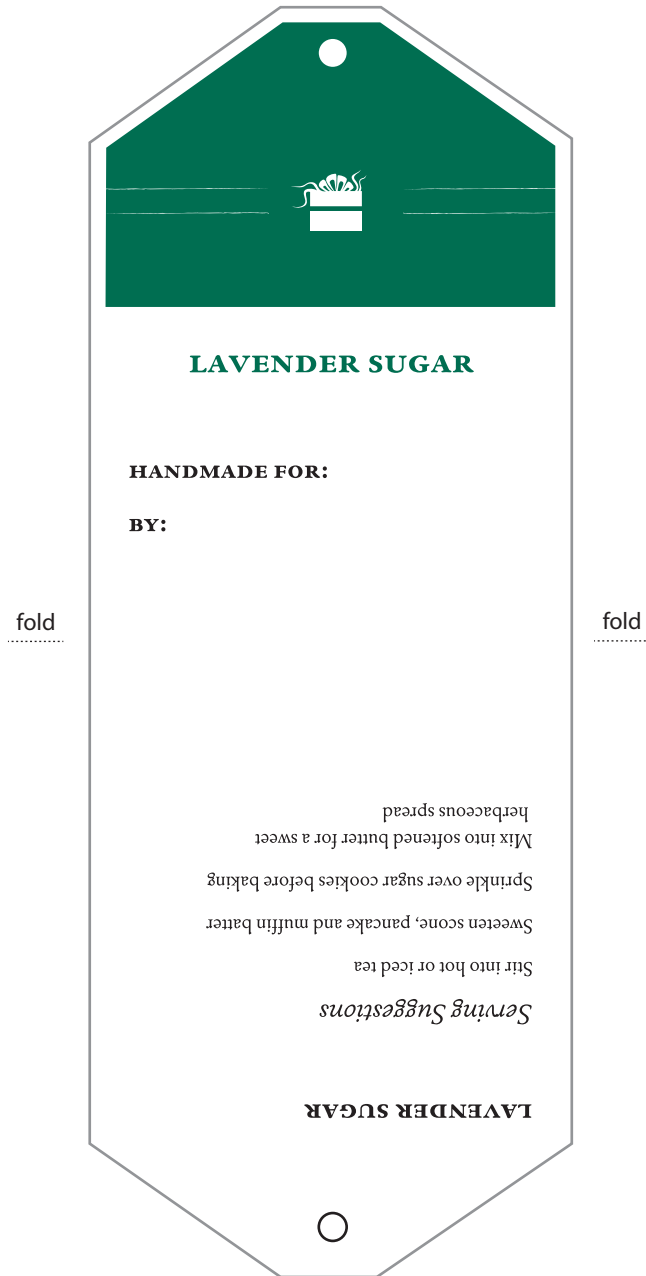 LAVENDER SUGAR
HANDMADE FOR:
BY:
fold
fold
LAVENDER SUGAR
Serving Suggestions
Stir into hot or iced tea
Sweeten scone, pancake and muffin batter
Sprinkle over sugar cookies before baking
Mix into softened butter for a sweet
herbaceous spread